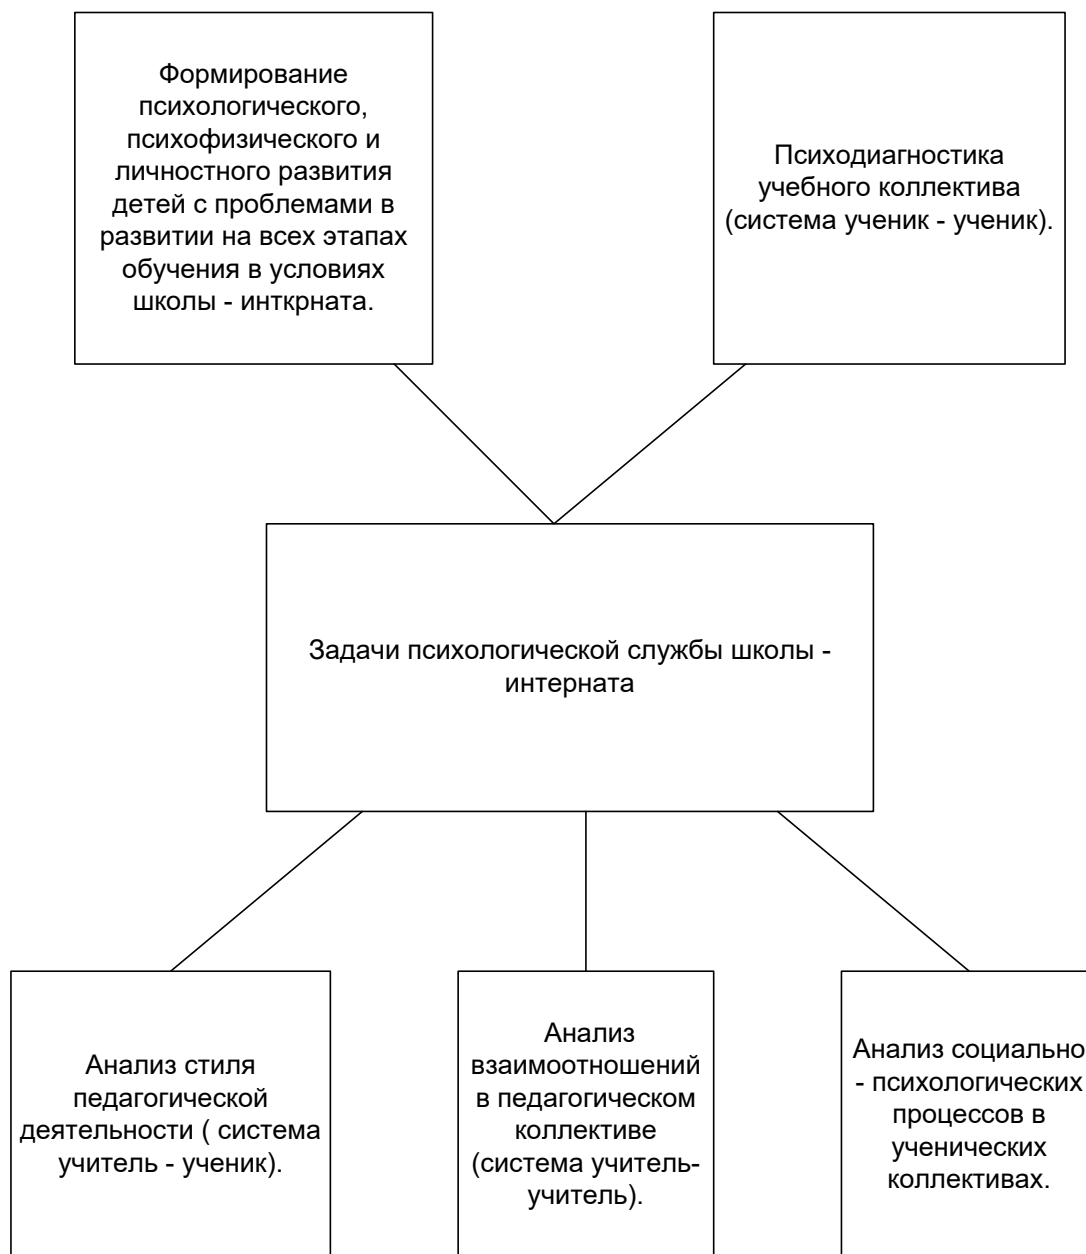 Формирование
психологического,
психофизического и
личностного развития
детей с проблемами в
развитии на всех этапах
обучения в условиях
школы - инткрната.
Психодиагностика
учебного коллектива
(система ученик - ученик).
Задачи психологической службы школы -
интерната
Анализ стиля
педагогической
деятельности ( система
учитель - ученик).
Анализ
взаимоотношений
в педагогическом
коллективе
(система учитель-
учитель).
Анализ социально
- психологических
процессов в
ученических
коллективах.